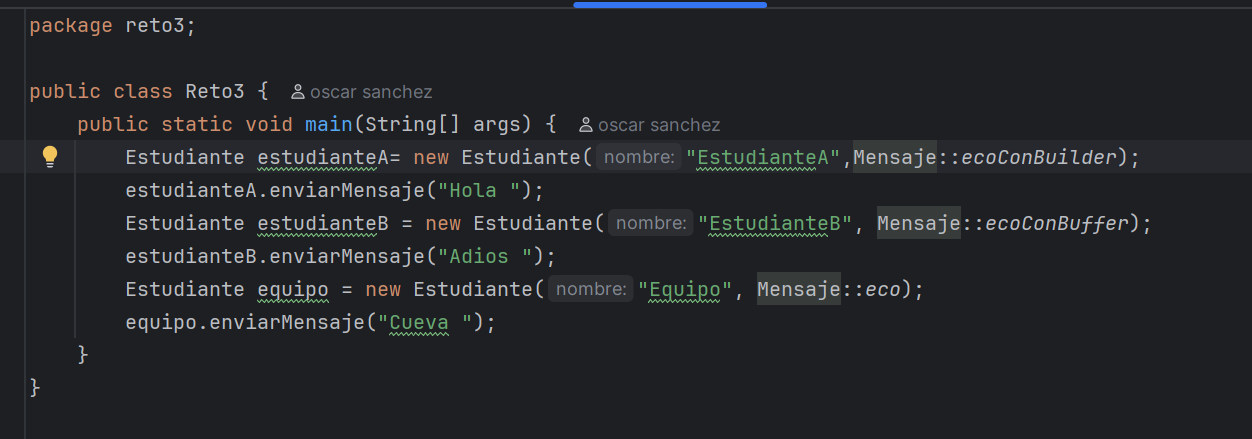 package reto3;
public class Reto3 { oscar sanchez
public static void main(String[] args) { oscar sanchez
Estudiante estudianteA= new Estudiante( nombre: "EstudianteA",Mensaje::ecoConBuilder);
estudianteA.enviarMensaje("Hola ");
Estudiante estudianteB = new Estudiante( nombre: "EstudianteB", Mensaje::ecoConBuffer);
estudianteB.enviarMensaje("Adios ");
Estudiante equipo = new Estudiante( nombre: "Equipo", Mensaje::eco);
equipo.enviarMensaje("Cueva ");
}
}